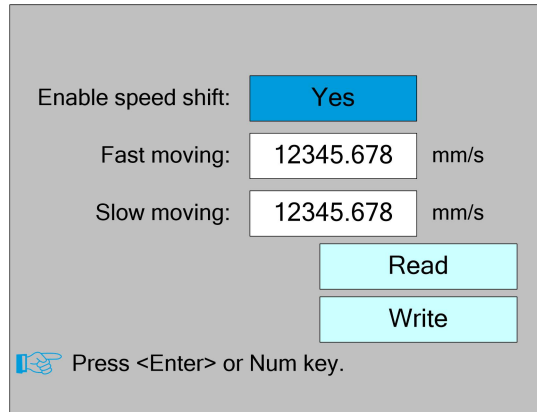 Enable speed shift: Yes
Fast moving: 12345.678 mm/s
Slow moving: 12345.678 mm/s
Read
Write
Press <Enter> or Num key.